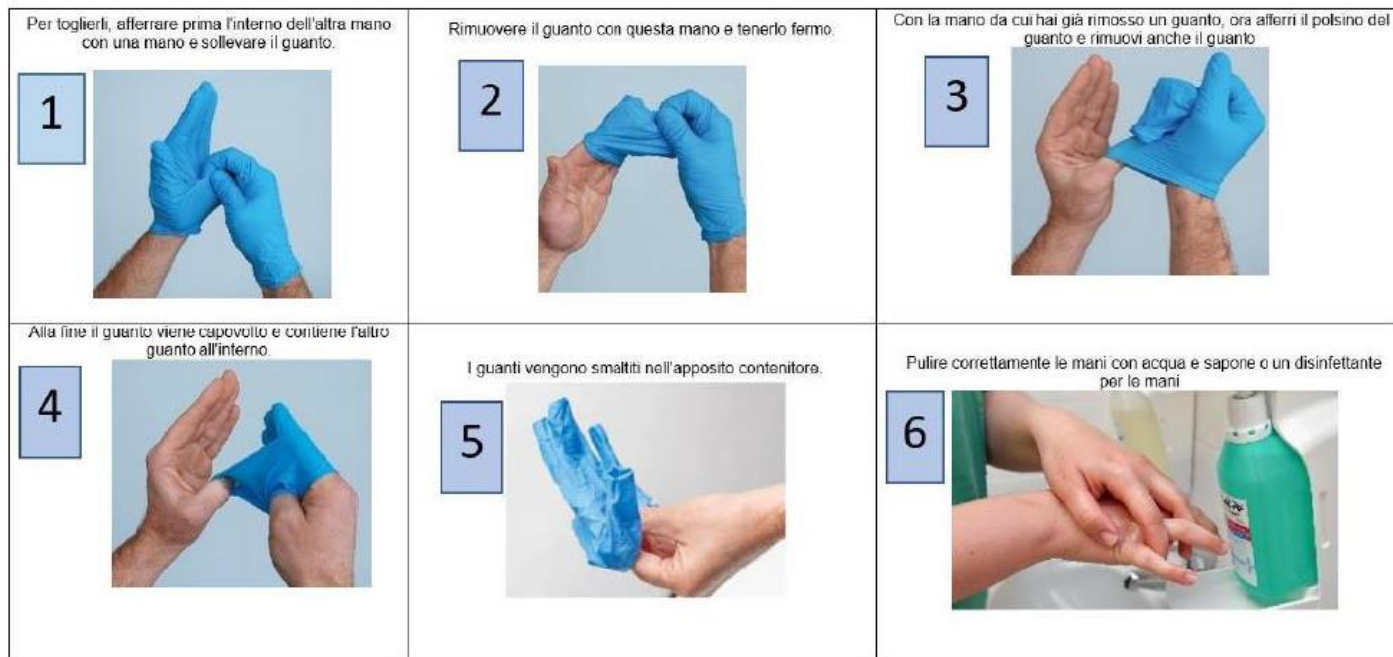 Per toglierli, afferrare prima l'interno dell'altra mano
con una mano e sollevare il guanto.
1
Rimuovere il guanto con questa mano e tenerlo fermo.
2
Con la mano da cui hai già rimosso un guanto, ora afferri il polsino del
guanto e rimuovi anche il guanto
3
Alla fine il guanto viene capovolto e contiene l'altro
guanto all'interno.
4
I guanti vengono smaltiti nell'apposito contenitore.
5
Pulire correttamente le mani con acqua e sapone o un disinfettante
per le mani
6